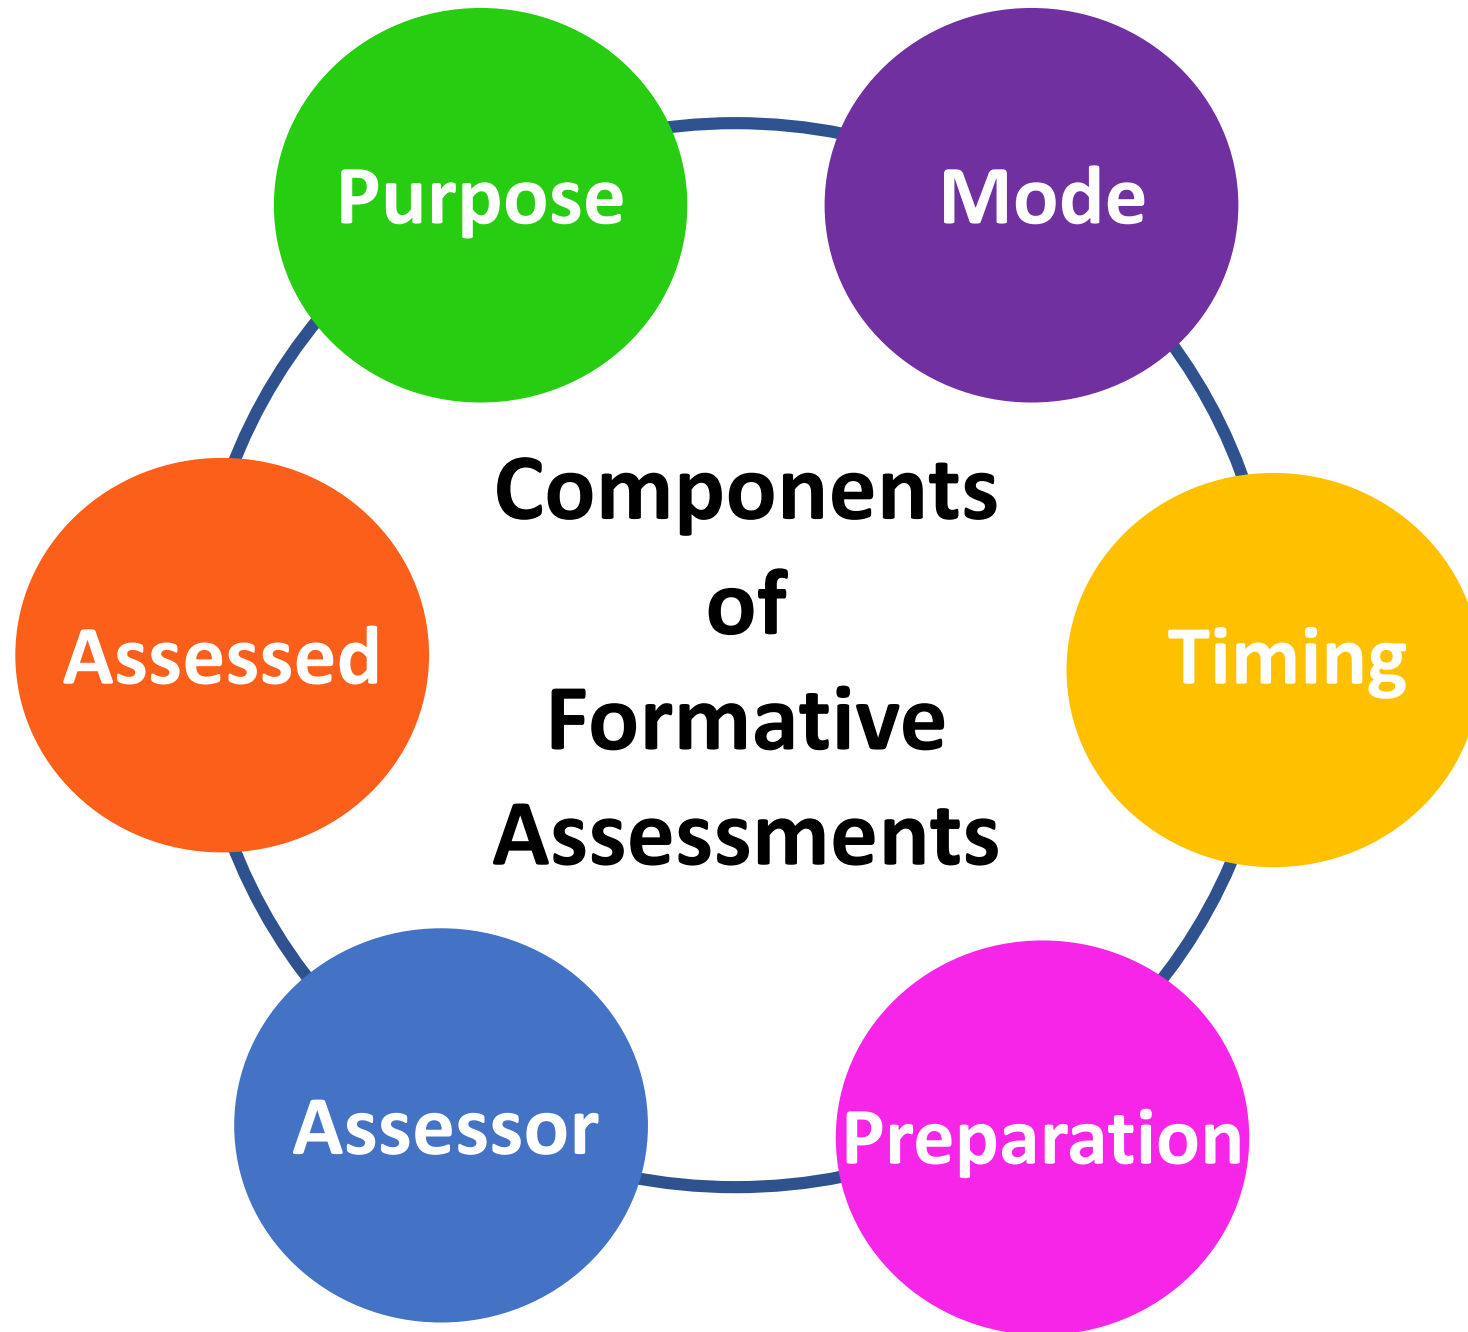 Purpose
Mode
Components
of
Formative
Assessments
Assessed
Timing
Assessor
Preparation